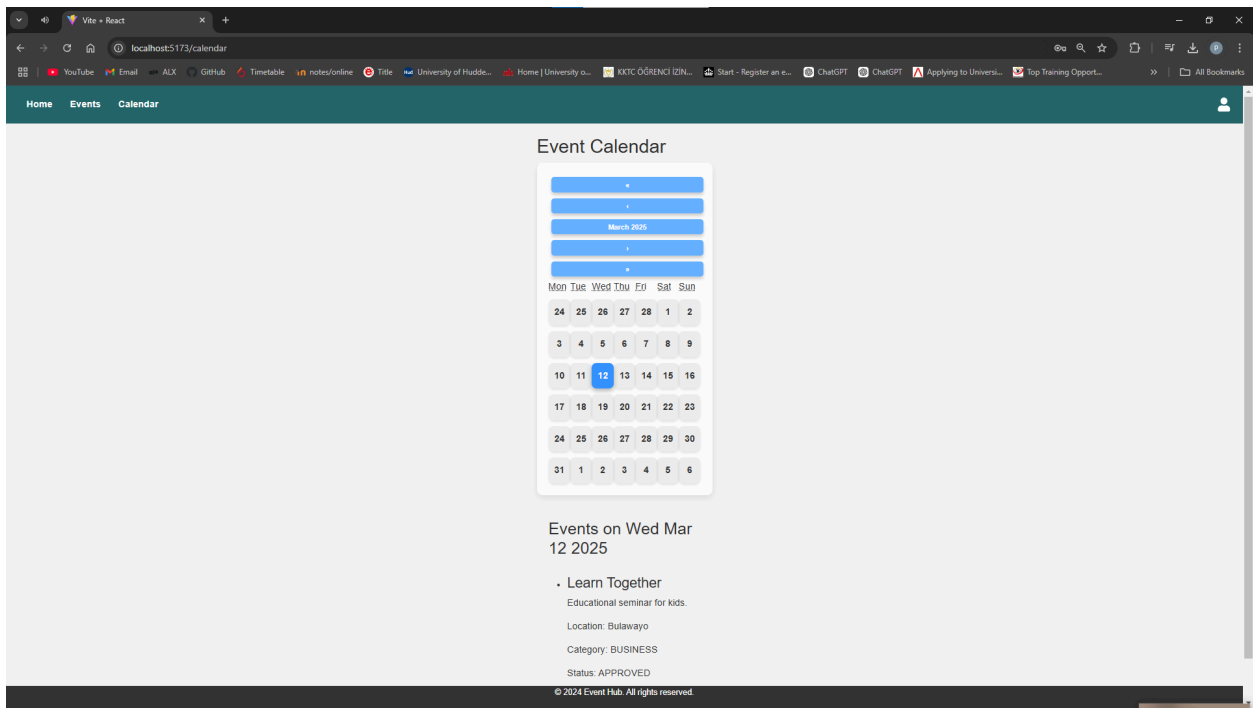 Vite + React
localhost:5173/calendar
YouTube Email ALX GitHub Timetable notes/online Title University of Hudde... Home | University o... KKTC ÖĞRENCİ İZİN... Start - Register an e... ChatGPT ChatGPT Applying to Universi... Top Training Opport... » All Bookmarks
Home Events Calendar
Event Calendar
«
›
March 2025
›
»
Mon Tue Wed Thu Fri Sat Sun
24 25 26 27 28 1 2
3 4 5 6 7 8 9
10 11 12 13 14 15 16
17 18 19 20 21 22 23
24 25 26 27 28 29 30
31 1 2 3 4 5 6
Events on Wed Mar
12 2025
• Learn Together
Educational seminar for kids.
Location: Bulawayo
Category: BUSINESS
Status: APPROVED
© 2024 Event Hub. All rights reserved.